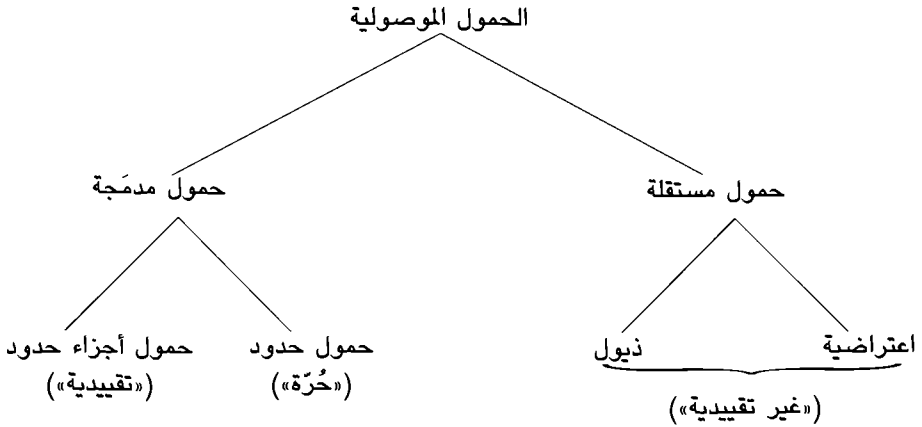 الحمول الموصولية
حمول مستقلة
حمول مدمَجة
اعتراضية
ذيول
حمول حدود
حمول أجزاء حدود
(«غير تقييدية»)
(«حُرّة»)
(«تقييدية»)